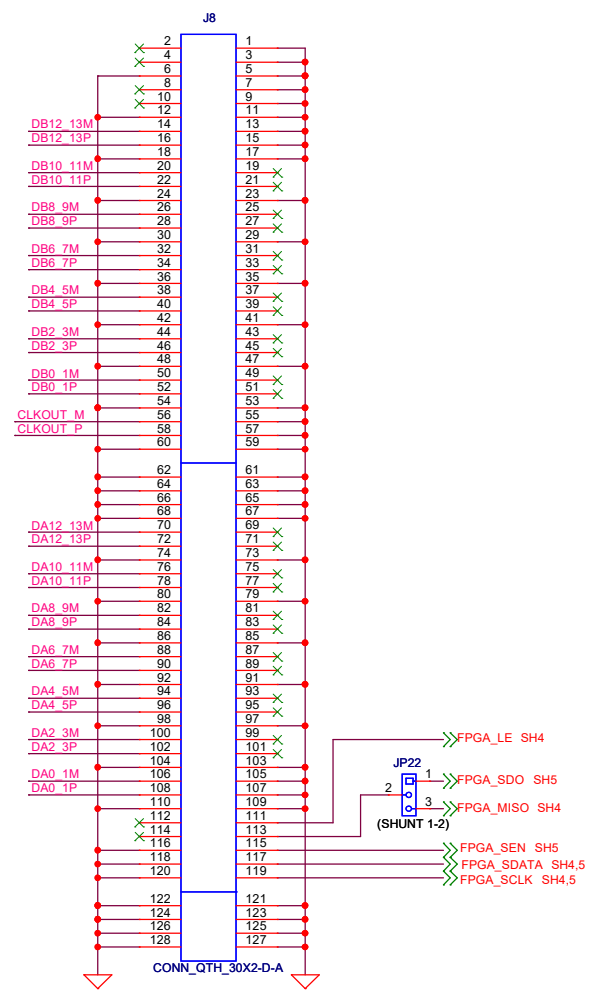 J8
2 1
4 3
6 5
8 7
10 9
12 11
DB12_13M 14 13
DB12_13P 16 15
18 17
DB10_11M 20 19
DB10_11P 22 21
24 23
DB8_9M 26 25
DB8_9P 28 27
30 29
DB6_7M 32 31
DB6_7P 34 33
36 35
DB4_5M 38 37
DB4_5P 40 39
42 41
DB2_3M 44 43
DB2_3P 46 45
48 47
DB0_1M 50 49
DB0_1P 52 51
54 53
CLKOUT_M 56 55
CLKOUT_P 58 57
60 59
62 61
64 63
66 65
68 67
DA12_13M 70 69
DA12_13P 72 71
74 73
DA10_11M 76 75
DA10_11P 78 77
80 79
DA8_9M 82 81
DA8_9P 84 83
86 85
DA6_7M 88 87
DA6_7P 90 89
92 91
DA4_5M 94 93
DA4_5P 96 95
98 97
DA2_3M 100 99 FPGA_LE SH4
DA2_3P 102 101
104 103 JP22
DA0_1M 106 105 1 FPGA_SDO SH5
DA0_1P 108 107 2
110 109 3 FPGA_MISO SH4
112 111 (SHUNT 1-2)
114 113
116 115 FPGA_SEN SH5
118 117 FPGA_SDATA SH4,5
120 119 FPGA_SCLK SH4,5
122 121
124 123
126 125
128 127
CONN_QTH_30X2-D-A